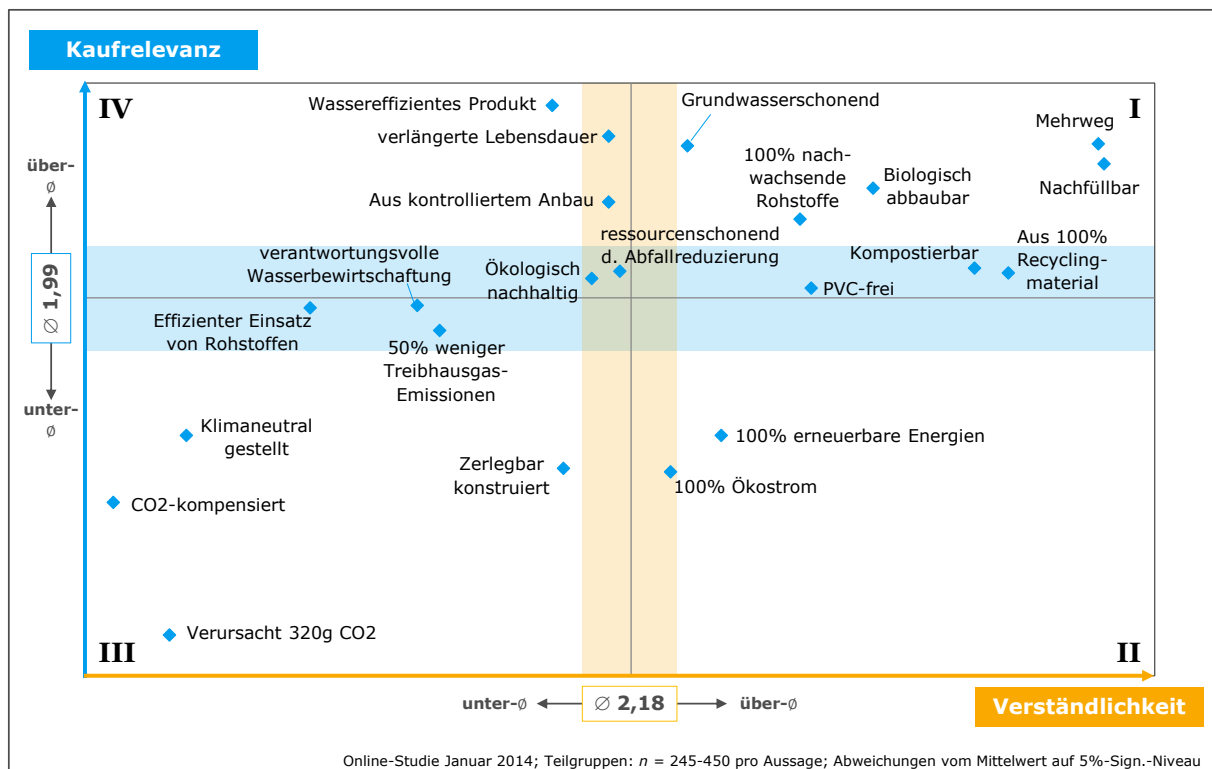 Kaufrelevanz
IV
I
Wassereffizientes Produkt
Grundwasserschonend
verlängerte Lebensdauer
Mehrweg
100% nach-
wachsende
Rohstoffe
Biologisch
abbaubar
Nachfüllbar
über-
ø
Aus kontrolliertem Anbau
ressourcenschonend
d. Abfallreduzierung
verantwortungsvolle
Wasserbewirtschaftung
Ökologisch
nachhaltig
Kompostierbar
Aus 100%
Recycling-
material
PVC-frei
∅ 1,99
Effizienter Einsatz
von Rohstoffen
50% weniger
Treibhausgas-
Emissionen
unter-
ø
Klimaneutral
gestellt
100% erneuerbare Energien
Zerlegbar
konstruiert
100% Ökostrom
CO2-kompensiert
Verursacht 320g CO2
III
II
unter-ø
∅ 2,18
über-ø
Verständlichkeit
Online-Studie Januar 2014; Teilgruppen: n = 245-450 pro Aussage; Abweichungen vom Mittelwert auf 5%-Sign.-Niveau